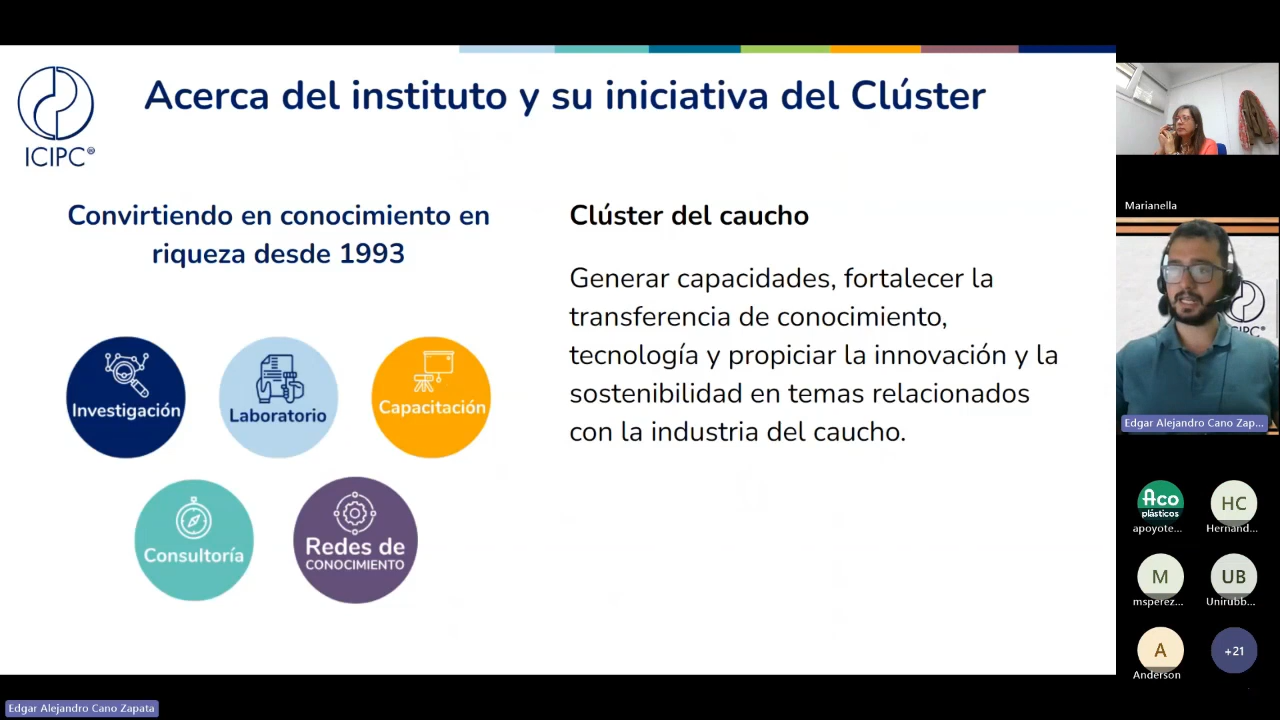 Acerca del instituto y su iniciativa del Clúster
ICIPC®
Convirtiendo en conocimiento en
riqueza desde 1993
Investigación
Laboratorio
Capacitación
Consultoría
Redes de
CONOCIMIENTO
Clúster del caucho
Generar capacidades, fortalecer la
transferencia de conocimiento,
tecnología y propiciar la innovación y la
sostenibilidad en temas relacionados
con la industria del caucho.
Marianella
Edgar Alejandro Cano Zap...
Aco
plásticos
apoyote...
HC
Hernand...
M
msperez...
UB
Unirubb...
A
Anderson
+21
Edgar Alejandro Cano Zapata